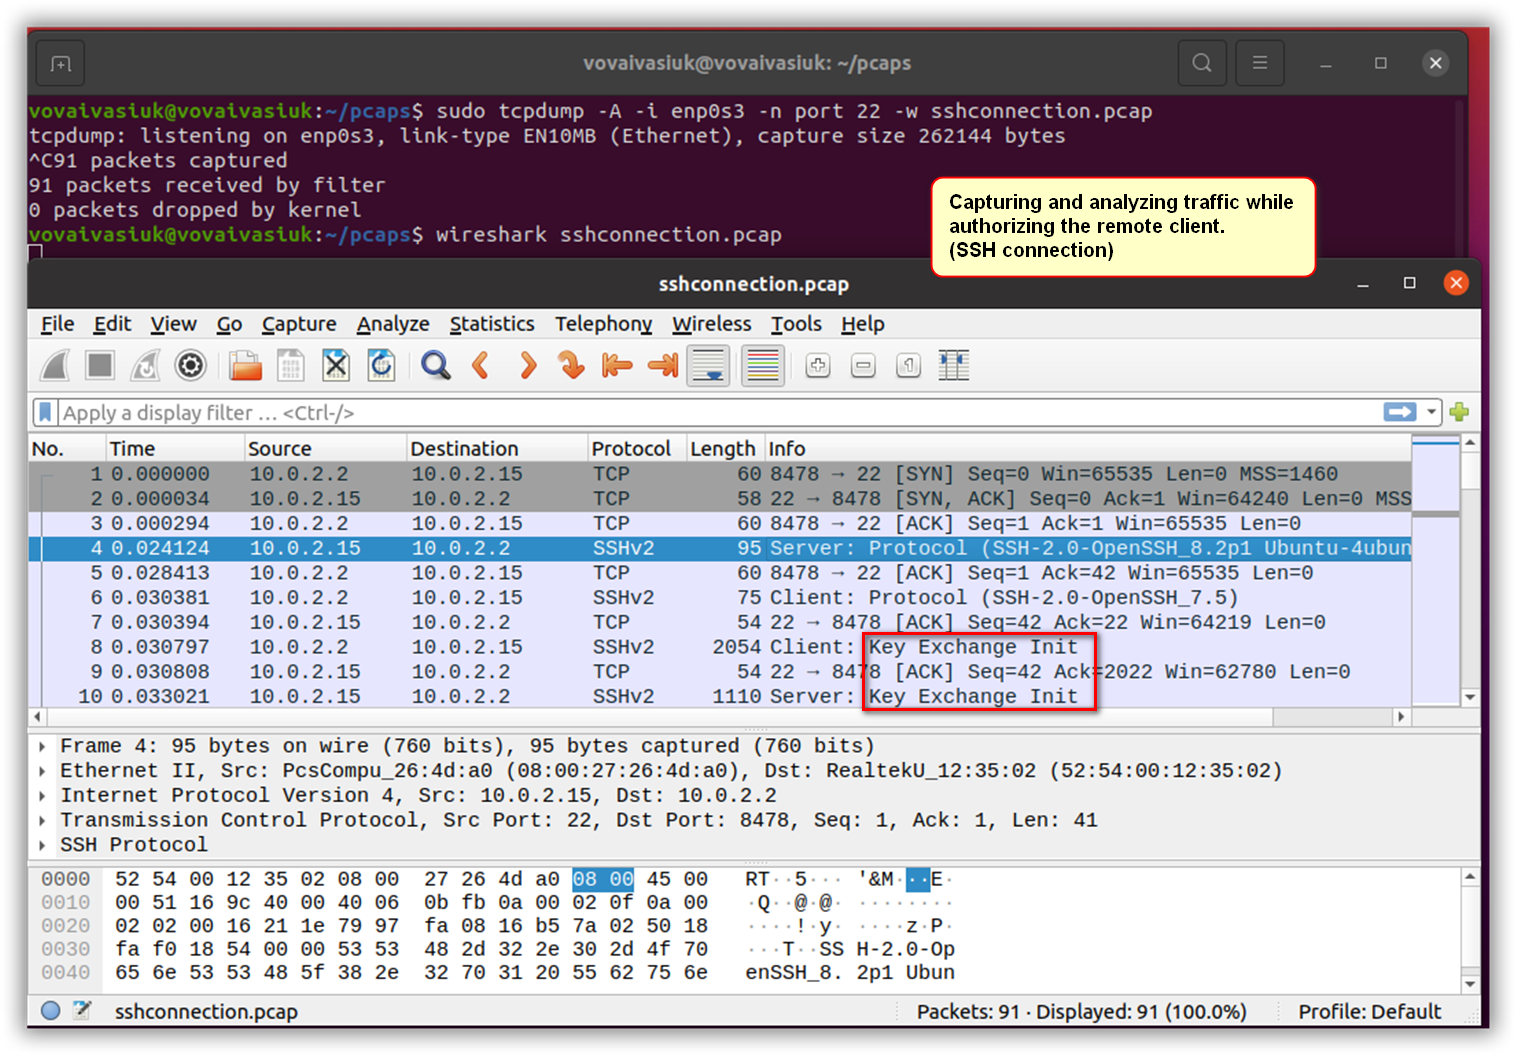 vovaivasiuk@vovaivasiuk: ~/pcaps
vovaivasiuk@vovaivasiuk:~/pcaps$ sudo tcpdump -A -i enp0s3 -n port 22 -w sshconnection.pcap
tcpdump: listening on enp0s3, link-type EN10MB (Ethernet), capture size 262144 bytes
^C91 packets captured
91 packets received by filter
0 packets dropped by kernel
vovaivasiuk@vovaivasiuk:~/pcaps$ wireshark sshconnection.pcap
Capturing and analyzing traffic while
authorizing the remote client.
(SSH connection)
sshconnection.pcap
File Edit View Go Capture Analyze Statistics Telephony Wireless Tools Help
Apply a display filter … <Ctrl-/>
No. Time Source Destination Protocol Length Info
1 0.000000 10.0.2.2 10.0.2.15 TCP 60 8478 → 22 [SYN] Seq=0 Win=65535 Len=0 MSS=1460
2 0.000034 10.0.2.15 10.0.2.2 TCP 58 22 → 8478 [SYN, ACK] Seq=0 Ack=1 Win=64240 Len=0 MSS
3 0.000294 10.0.2.2 10.0.2.15 TCP 60 8478 → 22 [ACK] Seq=1 Ack=1 Win=65535 Len=0
4 0.024124 10.0.2.15 10.0.2.2 SSHv2 95 Server: Protocol (SSH-2.0-OpenSSH_8.2p1 Ubuntu-4ubun
5 0.028413 10.0.2.2 10.0.2.15 TCP 60 8478 → 22 [ACK] Seq=1 Ack=42 Win=65535 Len=0
6 0.030381 10.0.2.2 10.0.2.15 SSHv2 75 Client: Protocol (SSH-2.0-OpenSSH_7.5)
7 0.030394 10.0.2.15 10.0.2.2 TCP 54 22 → 8478 [ACK] Seq=42 Ack=22 Win=64219 Len=0
8 0.030797 10.0.2.2 10.0.2.15 SSHv2 2054 Client: Key Exchange Init
9 0.030808 10.0.2.15 10.0.2.2 TCP 54 22 → 8478 [ACK] Seq=42 Ack=2022 Win=62780 Len=0
10 0.033021 10.0.2.15 10.0.2.2 SSHv2 1110 Server: Key Exchange Init
Frame 4: 95 bytes on wire (760 bits), 95 bytes captured (760 bits)
Ethernet II, Src: PcsCompu_26:4d:a0 (08:00:27:26:4d:a0), Dst: RealtekU_12:35:02 (52:54:00:12:35:02)
Internet Protocol Version 4, Src: 10.0.2.15, Dst: 10.0.2.2
Transmission Control Protocol, Src Port: 22, Dst Port: 8478, Seq: 1, Ack: 1, Len: 41
SSH Protocol
0000 52 54 00 12 35 02 08 00 27 26 4d a0 08 00 45 00 RT··5··· '&M···E·
0010 00 51 16 9c 40 00 40 06 0b fb 0a 00 02 0f 0a 00 ·Q··@·@· ········
0020 02 02 00 16 21 1e 79 97 fa 08 16 b5 7a 02 50 18 ····!·y· ····z·P·
0030 fa f0 18 54 00 00 53 53 48 2d 32 2e 30 2d 4f 70 ···T··SS H-2.0-Op
0040 65 6e 53 53 48 5f 38 2e 32 70 31 20 55 62 75 6e enSSH_8. 2p1 Ubun
sshconnection.pcap Packets: 91 · Displayed: 91 (100.0%) Profile: Default